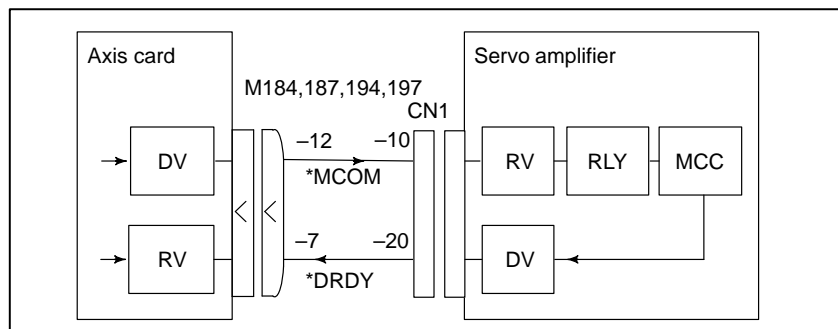 Axis card
Servo amplifier
M184,187,194,197
CN1
–12
–10
DV
RV
RLY
MCC
*MCOM
–7
–20
RV
DV
*DRDY